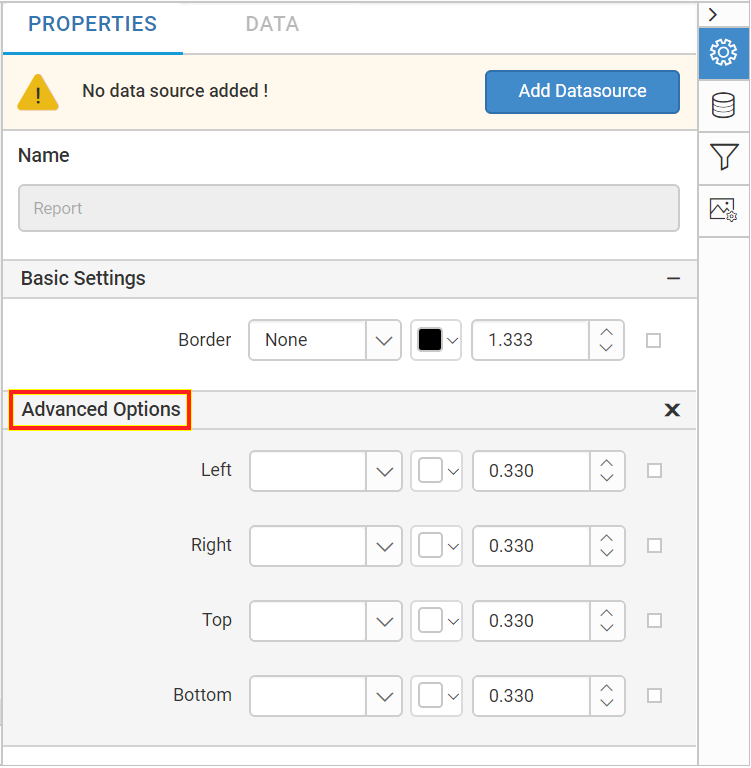 PROPERTIES DATA
No data source added ! Add Datasource
Name
Report
Basic Settings
Border None 1.333
Advanced Options
Left 0.330
Right 0.330
Top 0.330
Bottom 0.330